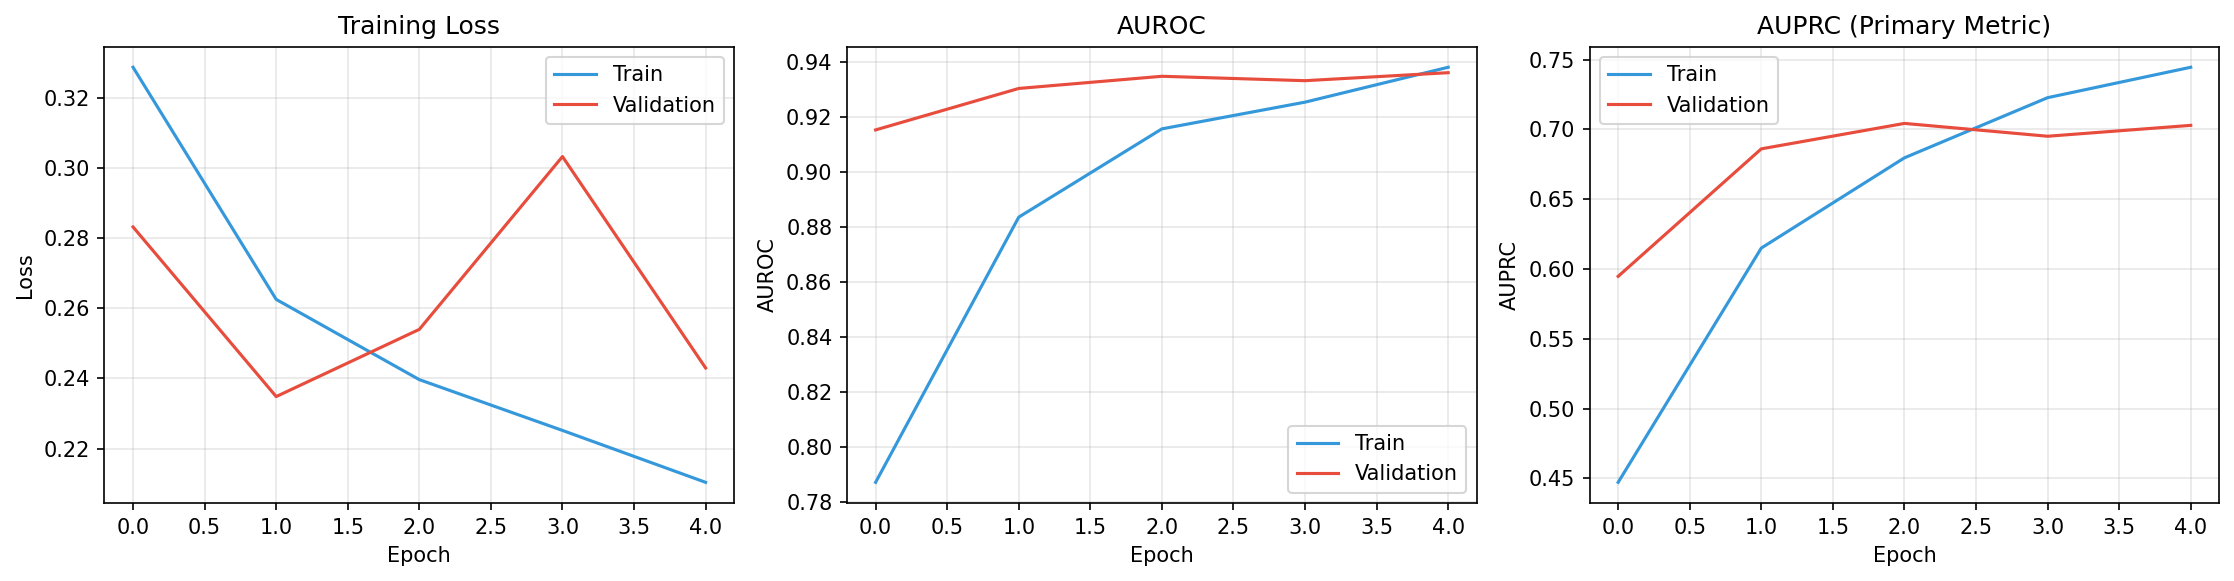 Training Loss
Train
Validation
Loss
0.32
0.30
0.28
0.26
0.24
0.22
0.0 0.5 1.0 1.5 2.0 2.5 3.0 3.5 4.0
Epoch
AUROC
AUROC
0.94
0.92
0.90
0.88
0.86
0.84
0.82
0.80
0.78
Train
Validation
0.0 0.5 1.0 1.5 2.0 2.5 3.0 3.5 4.0
Epoch
AUPRC (Primary Metric)
Train
Validation
AUPRC
0.75
0.70
0.65
0.60
0.55
0.50
0.45
0.0 0.5 1.0 1.5 2.0 2.5 3.0 3.5 4.0
Epoch